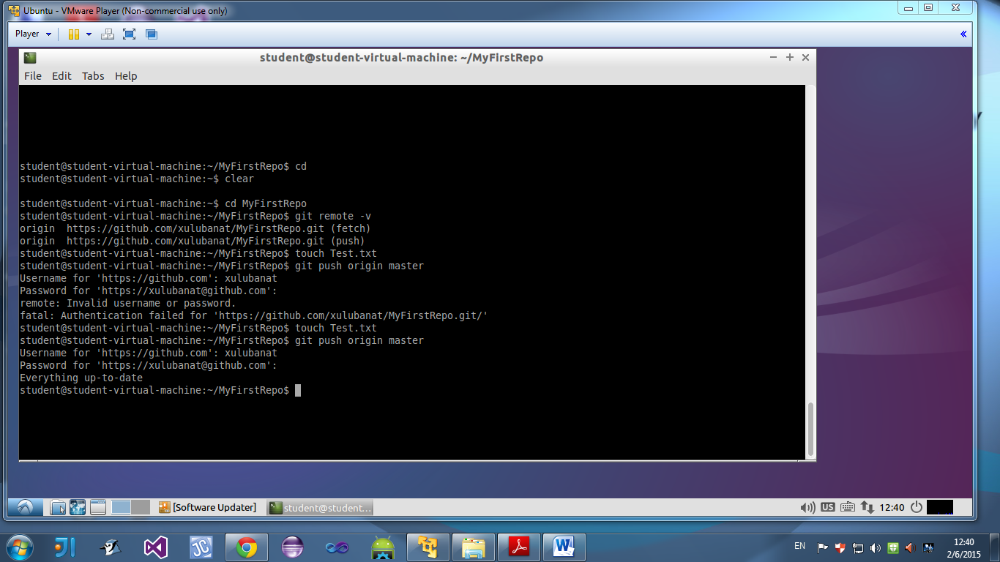 Ubuntu - VMware Player (Non-commercial use only)
Player
student@student-virtual-machine: ~/MyFirstRepo
File Edit Tabs Help
student@student-virtual-machine:~/MyFirstRepo$ cd
student@student-virtual-machine:~$ clear
student@student-virtual-machine:~$ cd MyFirstRepo
student@student-virtual-machine:~/MyFirstRepo$ git remote -v
origin  https://github.com/xulubanat/MyFirstRepo.git (fetch)
origin  https://github.com/xulubanat/MyFirstRepo.git (push)
student@student-virtual-machine:~/MyFirstRepo$ touch Test.txt
student@student-virtual-machine:~/MyFirstRepo$ git push origin master
Username for 'https://github.com': xulubanat
Password for 'https://xulubanat@github.com':
remote: Invalid username or password.
fatal: Authentication failed for 'https://github.com/xulubanat/MyFirstRepo.git/'
student@student-virtual-machine:~/MyFirstRepo$ touch Test.txt
student@student-virtual-machine:~/MyFirstRepo$ git push origin master
Username for 'https://github.com': xulubanat
Password for 'https://xulubanat@github.com':
Everything up-to-date
student@student-virtual-machine:~/MyFirstRepo$
[Software Updater]
student@student...
US
12:40
JI
JC
W
EN
12:40
2/6/2015